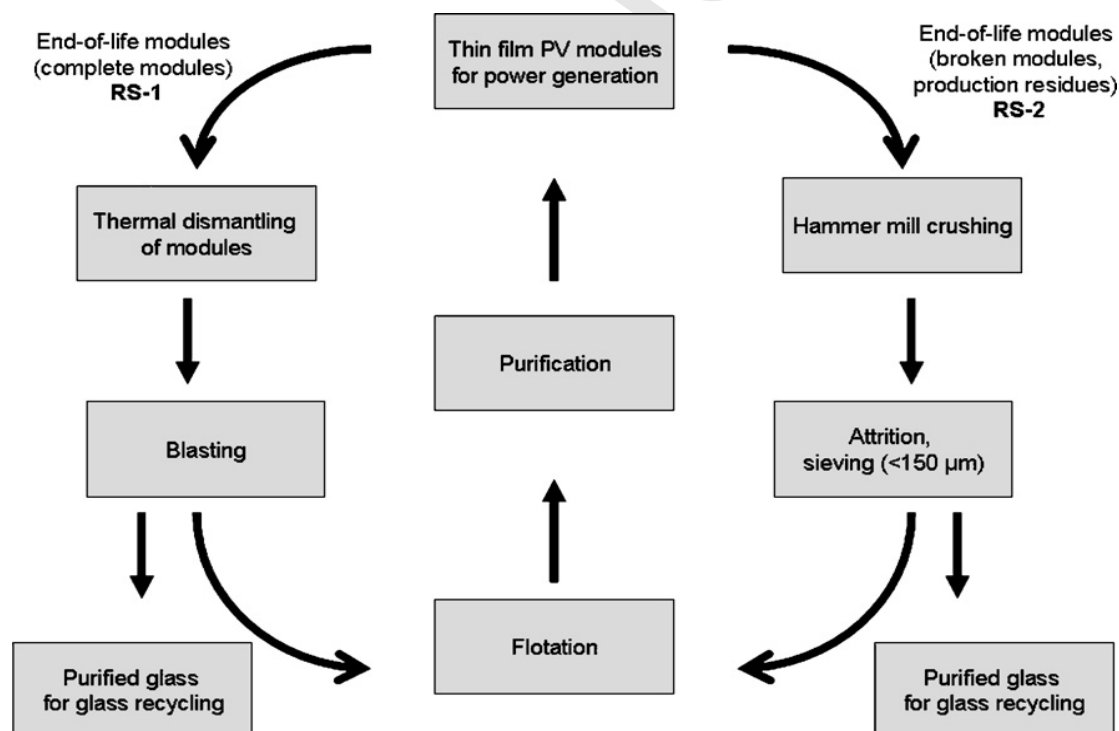 End-of-life modules
(complete modules)
RS-1
Thin film PV modules
for power generation
End-of-life modules
(broken modules,
production residues)
RS-2
Thermal dismantling
of modules
Hammer mill crushing
Purification
Blasting
Attrition,
sieving (<150 µm)
Flotation
Purified glass
for glass recycling
Purified glass
for glass recycling